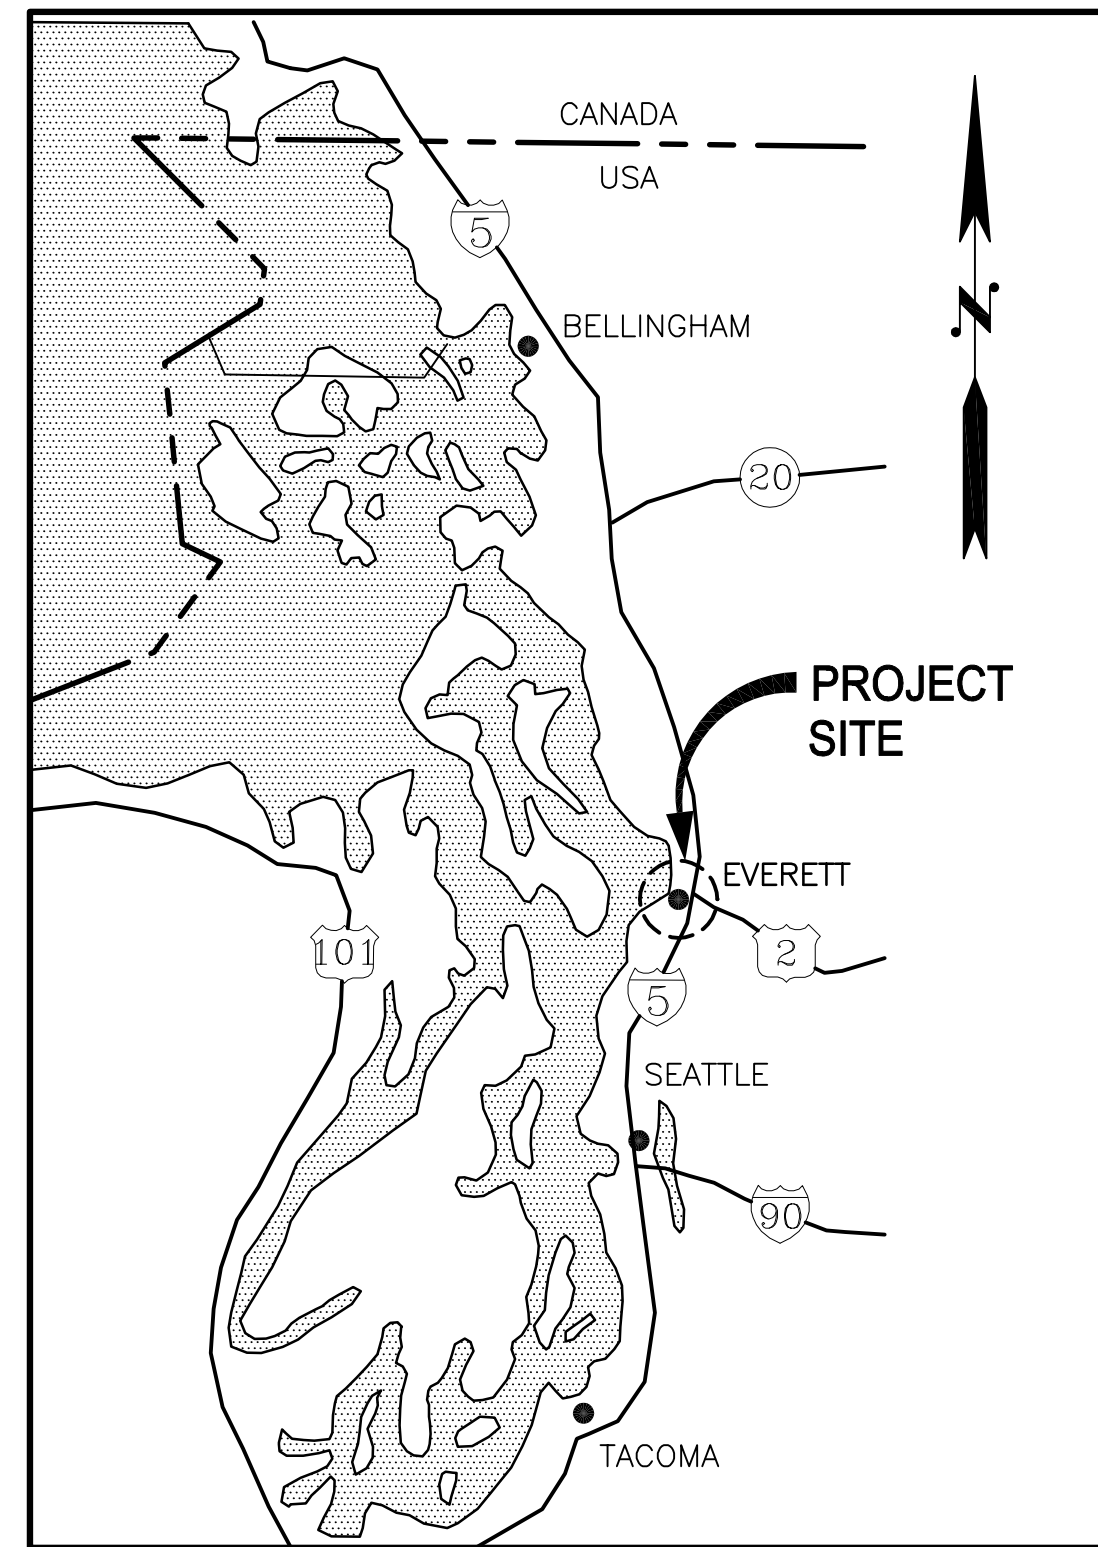 CANADA
USA
5
BELLINGHAM
20
N
PROJECT
SITE
EVERETT
101
2
5
SEATTLE
90
TACOMA